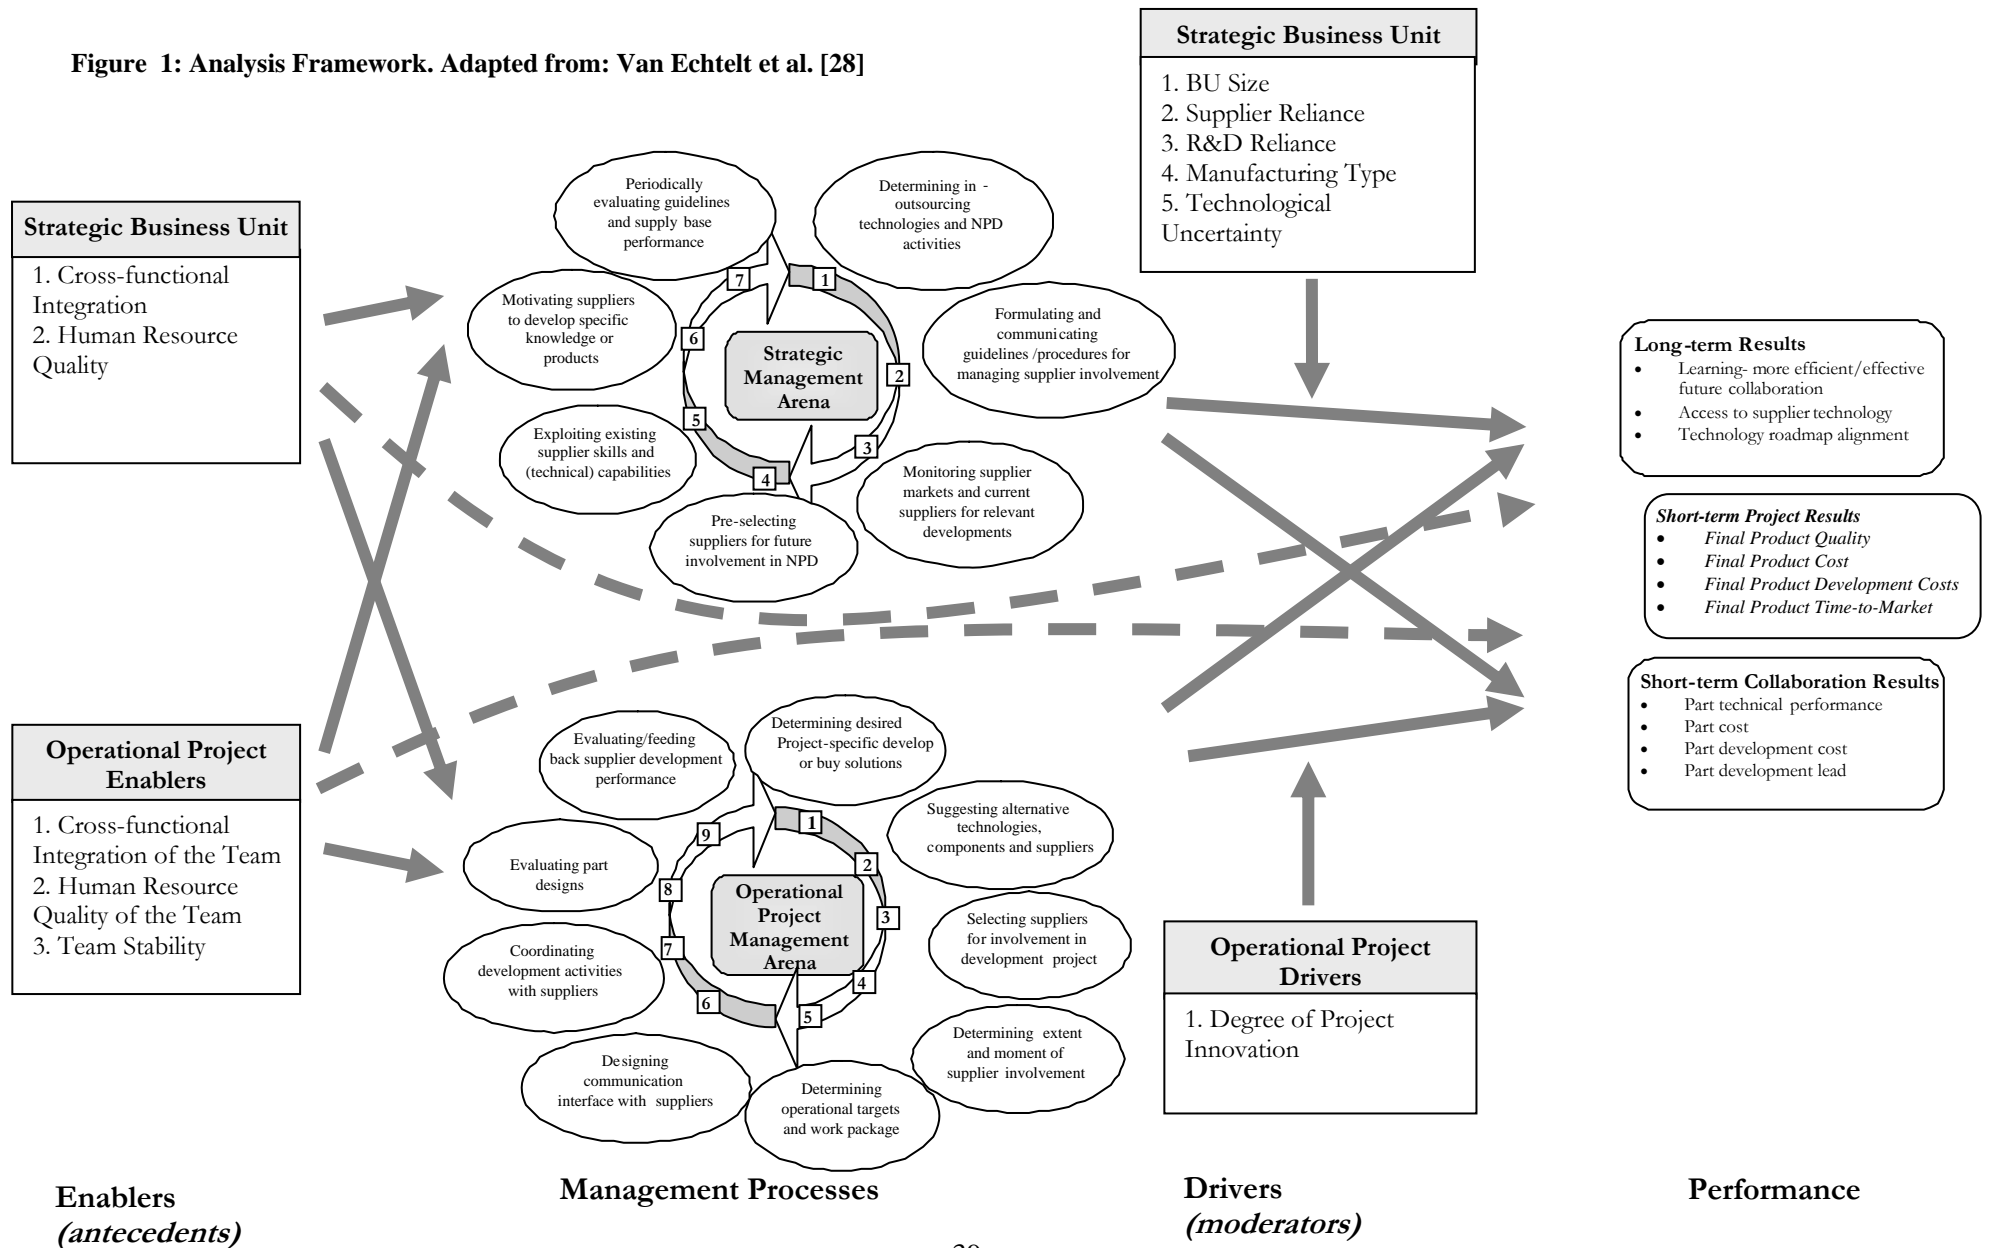 Figure 1: Analysis Framework. Adapted from: Van Echtelt et al. [28]
Strategic Business Unit
1. Cross-functional
Integration
2. Human Resource
Quality
Operational Project
Enablers
1. Cross-functional
Integration of the Team
2. Human Resource
Quality of the Team
3. Team Stability
Enablers
(antecedents)
Periodically
evaluating guidelines
and supply base
performance
Determining in -
outsourcing
technologies and NPD
activities
Motivating suppliers
to develop specific
knowledge or
products
Formulating and
communicating
guidelines /procedures for
managing supplier involvement
Exploiting existing
supplier skills and
(technical) capabilities
Monitoring supplier
markets and current
suppliers for relevant
developments
Pre-selecting
suppliers for future
involvement in NPD
Strategic
Management
Arena
1
2
3
4
5
6
7
Evaluating/feeding
back supplier development
performance
Determining desired
Project-specific develop
or buy solutions
Suggesting alternative
technologies,
components and suppliers
Evaluating part
designs
Selecting suppliers
for involvement in
development project
Coordinating
development activities
with suppliers
Determining extent
and moment of
supplier involvement
Designing
communication
interface with suppliers
Determining
operational targets
and work package
Operational
Project
Management
Arena
1
2
3
4
5
6
7
8
9
Management Processes
Strategic Business Unit
1. BU Size
2. Supplier Reliance
3. R&D Reliance
4. Manufacturing Type
5. Technological
Uncertainty
Operational Project
Drivers
1. Degree of Project
Innovation
Drivers
(moderators)
Long-term Results
• Learning- more efficient/effective
future collaboration
• Access to supplier technology
• Technology roadmap alignment
Short-term Project Results
• Final Product Quality
• Final Product Cost
• Final Product Development Costs
• Final Product Time-to-Market
Short-term Collaboration Results
• Part technical performance
• Part cost
• Part development cost
• Part development lead
Performance